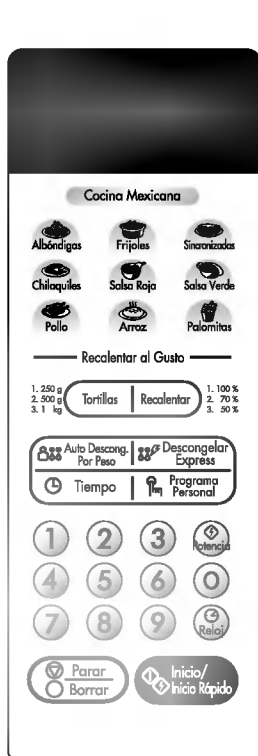 Cocina Mexicana
Albóndigas Frijoles Sincronizadas
Chilaquiles Salsa Roja Salsa Verde
Pollo Arroz Palomitas
Recalentar al Gusto
1. 250 g
2. 500 g
3. 1 kg
Tortillas Recalentar
1. 100 %
2. 70 %
3. 50 %
Auto Descong.
Por Peso
Descongelar
Express
Tiempo
Programa
Personal
1 2 3 Potencia
4 5 6 0
7 8 9 Reloj
Parar
Borrar
Inicio/
Inicio Rápido